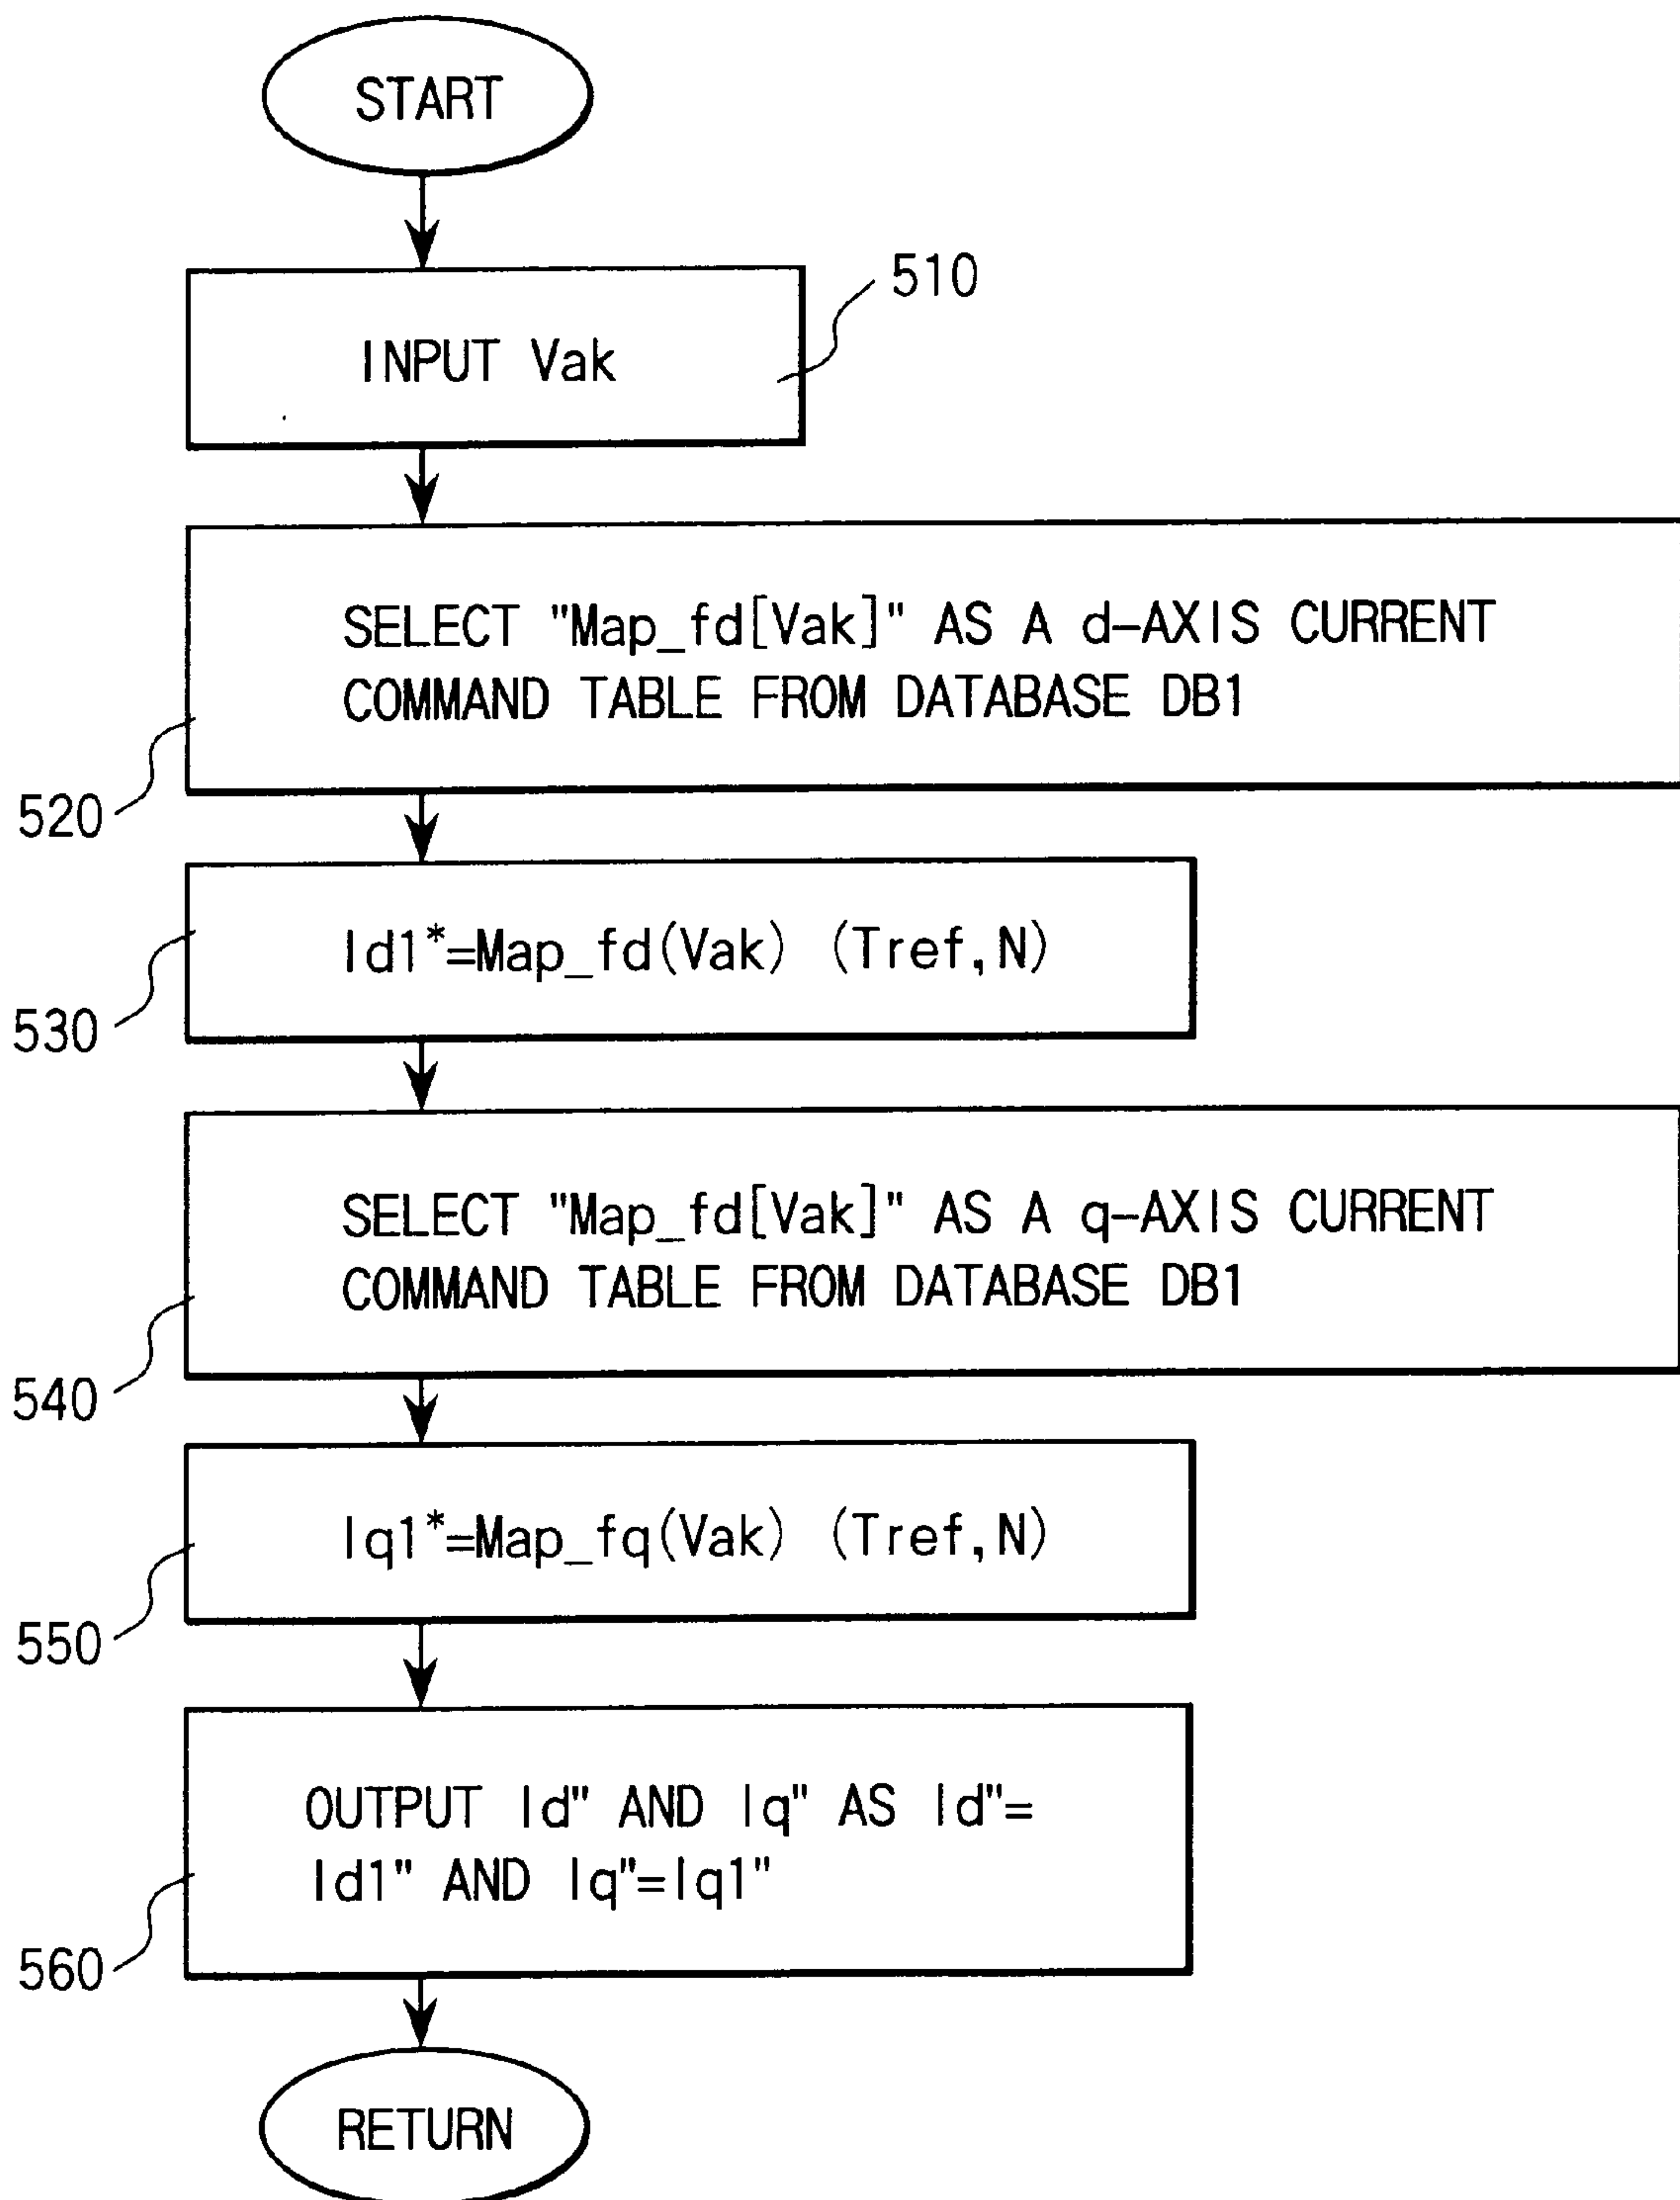 START
INPUT Vak
510
SELECT "Map_fd[Vak]" AS A d-AXIS CURRENT
COMMAND TABLE FROM DATABASE DB1
520
Id1*=Map_fd(Vak) (Tref,N)
530
SELECT "Map_fd[Vak]" AS A q-AXIS CURRENT
COMMAND TABLE FROM DATABASE DB1
540
Iq1*=Map_fq(Vak) (Tref,N)
550
OUTPUT Id" AND Iq" AS Id"=
Id1" AND Iq"=Iq1"
560
RETURN